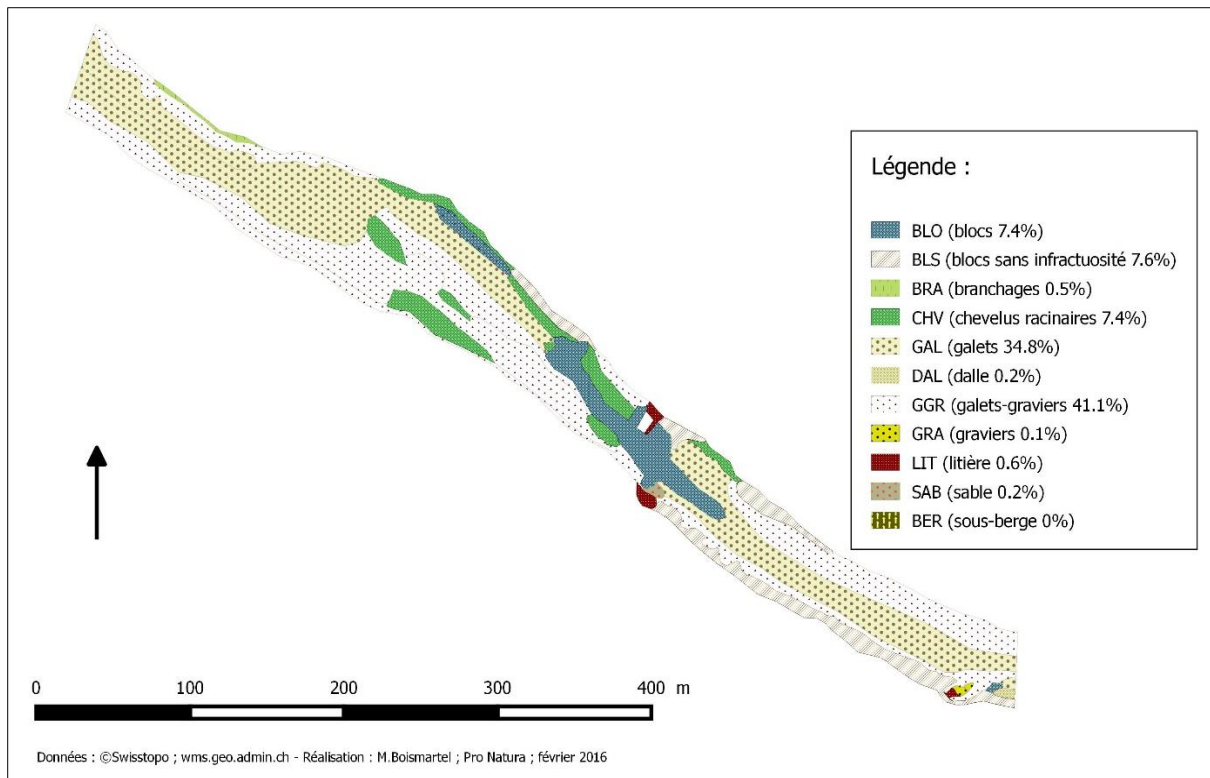 Légende :
BLO (blocs 7.4%)
BLS (blocs sans infractuosité 7.6%)
BRA (branchages 0.5%)
CHV (chevelus racinaires 7.4%)
GAL (galets 34.8%)
DAL (dalle 0.2%)
GGR (galets-graviers 41.1%)
GRA (graviers 0.1%)
LIT (litière 0.6%)
SAB (sable 0.2%)
BER (sous-berge 0%)
0 100 200 300 400 m
Données : ©Swisstopo ; wms.geo.admin.ch - Réalisation : M.Boismartel ; Pro Natura ; février 2016